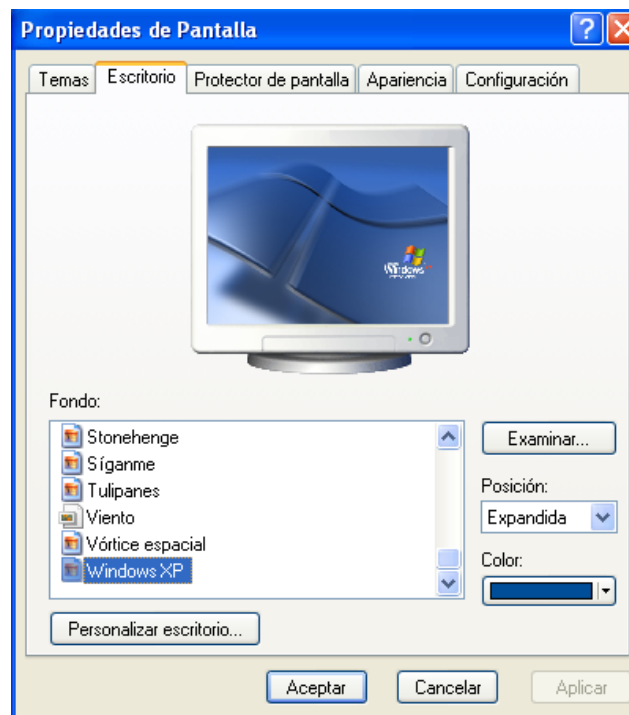 Propiedades de Pantalla
Temas Escritorio Protector de pantalla Apariencia Configuración
Windows
Fondo:
Stonehenge
Síganme
Tulipanes
Viento
Vórtice espacial
Windows XP
Examinar...
Posición:
Expandida
Color:
Personalizar escritorio...
Aceptar Cancelar Aplicar